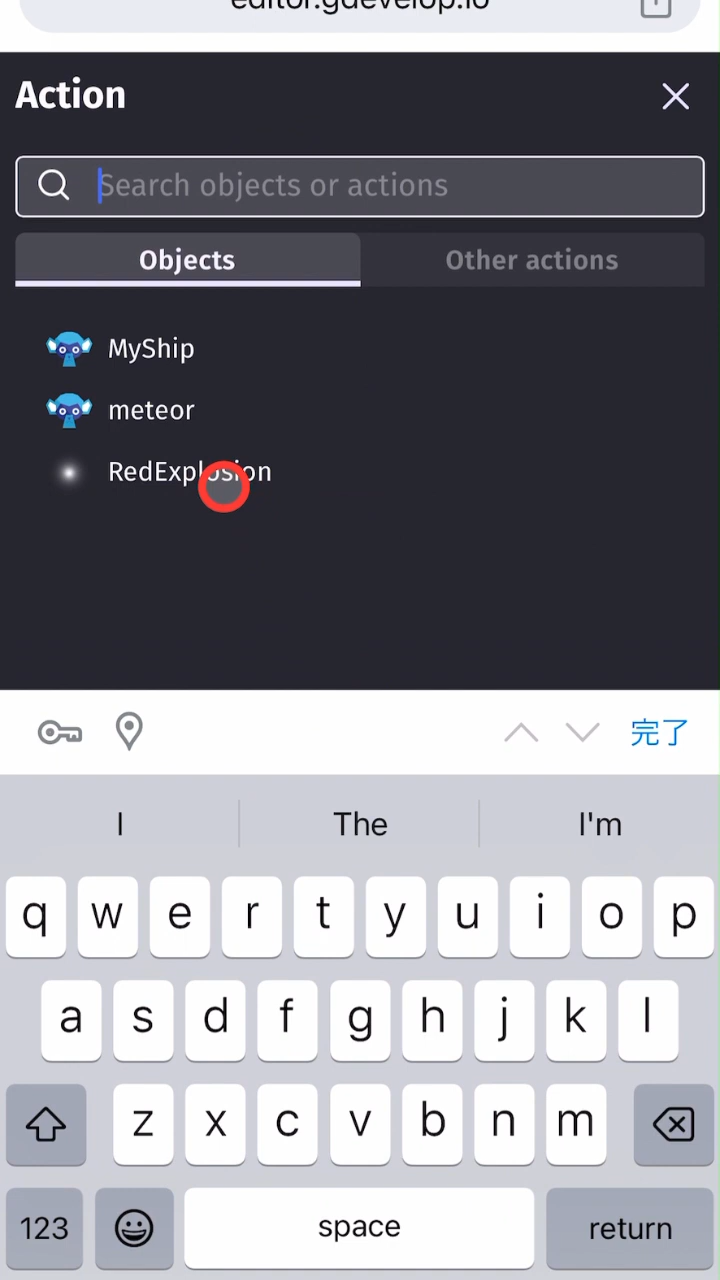 editor.gdevelop.io
Action
Search objects or actions
Objects
Other actions
MyShip
meteor
RedExplosion
完了
I
The
I'm
q w e r t y u i o p
a s d f g h j k l
z x c v b n m
123
space
return